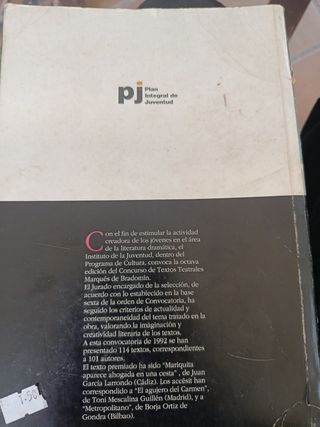 pj Plan
Integral de
Juventud
Con el fin de estimular la actividad
creadora de los jóvenes en el área
de la literatura dramática, el
Instituto de la Juventud, dentro del
Programa de Cultura, convoca la octava
edición del Concurso de Textos Teatrales
Marqués de Bradomín.
El Jurado encargado de la selección, de
acuerdo con lo establecido en la base
sexta de la orden de Convocatoria, ha
seguido los criterios de actualidad y
contemporaneidad del tema tratado en la
obra, valorando la imaginación y
creatividad literaria de los textos.
A esta convocatoria de 1992 se han
presentado 114 textos, correspondientes
a 101 autores.
El texto premiado ha sido "Mariquita
aparece ahogada en una cesta" , de Juan
García Larrondo (Cádiz). Los accésit han
correspondido a "El agujero del Carmen",
de Toni Mescalina Guillén (Madrid), y a
"Metropolitano", de Borja Ortiz de
Gondra (Bilbao).